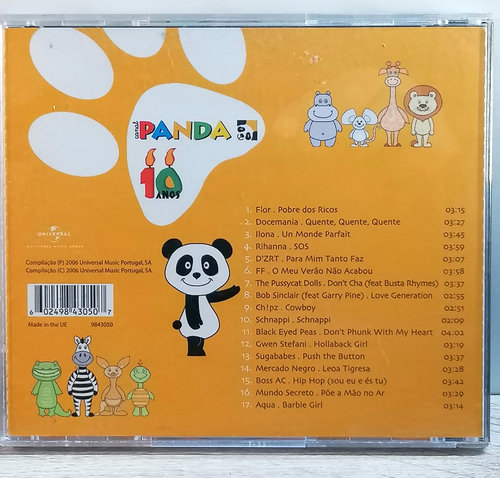 canal
PANDA
10
ANOS
1. Flor . Pobre dos Ricos 03:15
2. Docemania . Quente, Quente, Quente 03:27
3. Ilona . Un Monde Parfait 03:45
4. Rihanna . SOS 03:59
5. D'ZRT . Para Mim Tanto Faz 03:07
6. FF . O Meu Verão Não Acabou 03:58
7. The Pussycat Dolls . Don't Cha (feat Busta Rhymes) 03:37
8. Bob Sinclair (feat Garry Pine) . Love Generation 02:55
9. Ch!pz . Cowboy 02:51
10. Schnappi . Schnappi 02:09
11. Black Eyed Peas . Don't Phunk With My Heart 04:02
12. Gwen Stefani . Hollaback Girl 03:19
13. Sugababes . Push the Button 03:37
14. Mercado Negro . Leoa Tigresa 03:28
15. Boss AC . Hip Hop (sou eu e és tu) 03:42
16. Mundo Secreto . Põe a Mão no Ar 03:29
17. Aqua . Barbie Girl 03:14
UNIVERSAL
UNIVERSAL MUSIC GROUP
Compilação (P) 2006 Universal Music Portugal, SA
Compilação (C) 2006 Universal Music Portugal, SA
6 02498 43050 7
Made in the UE 9843050